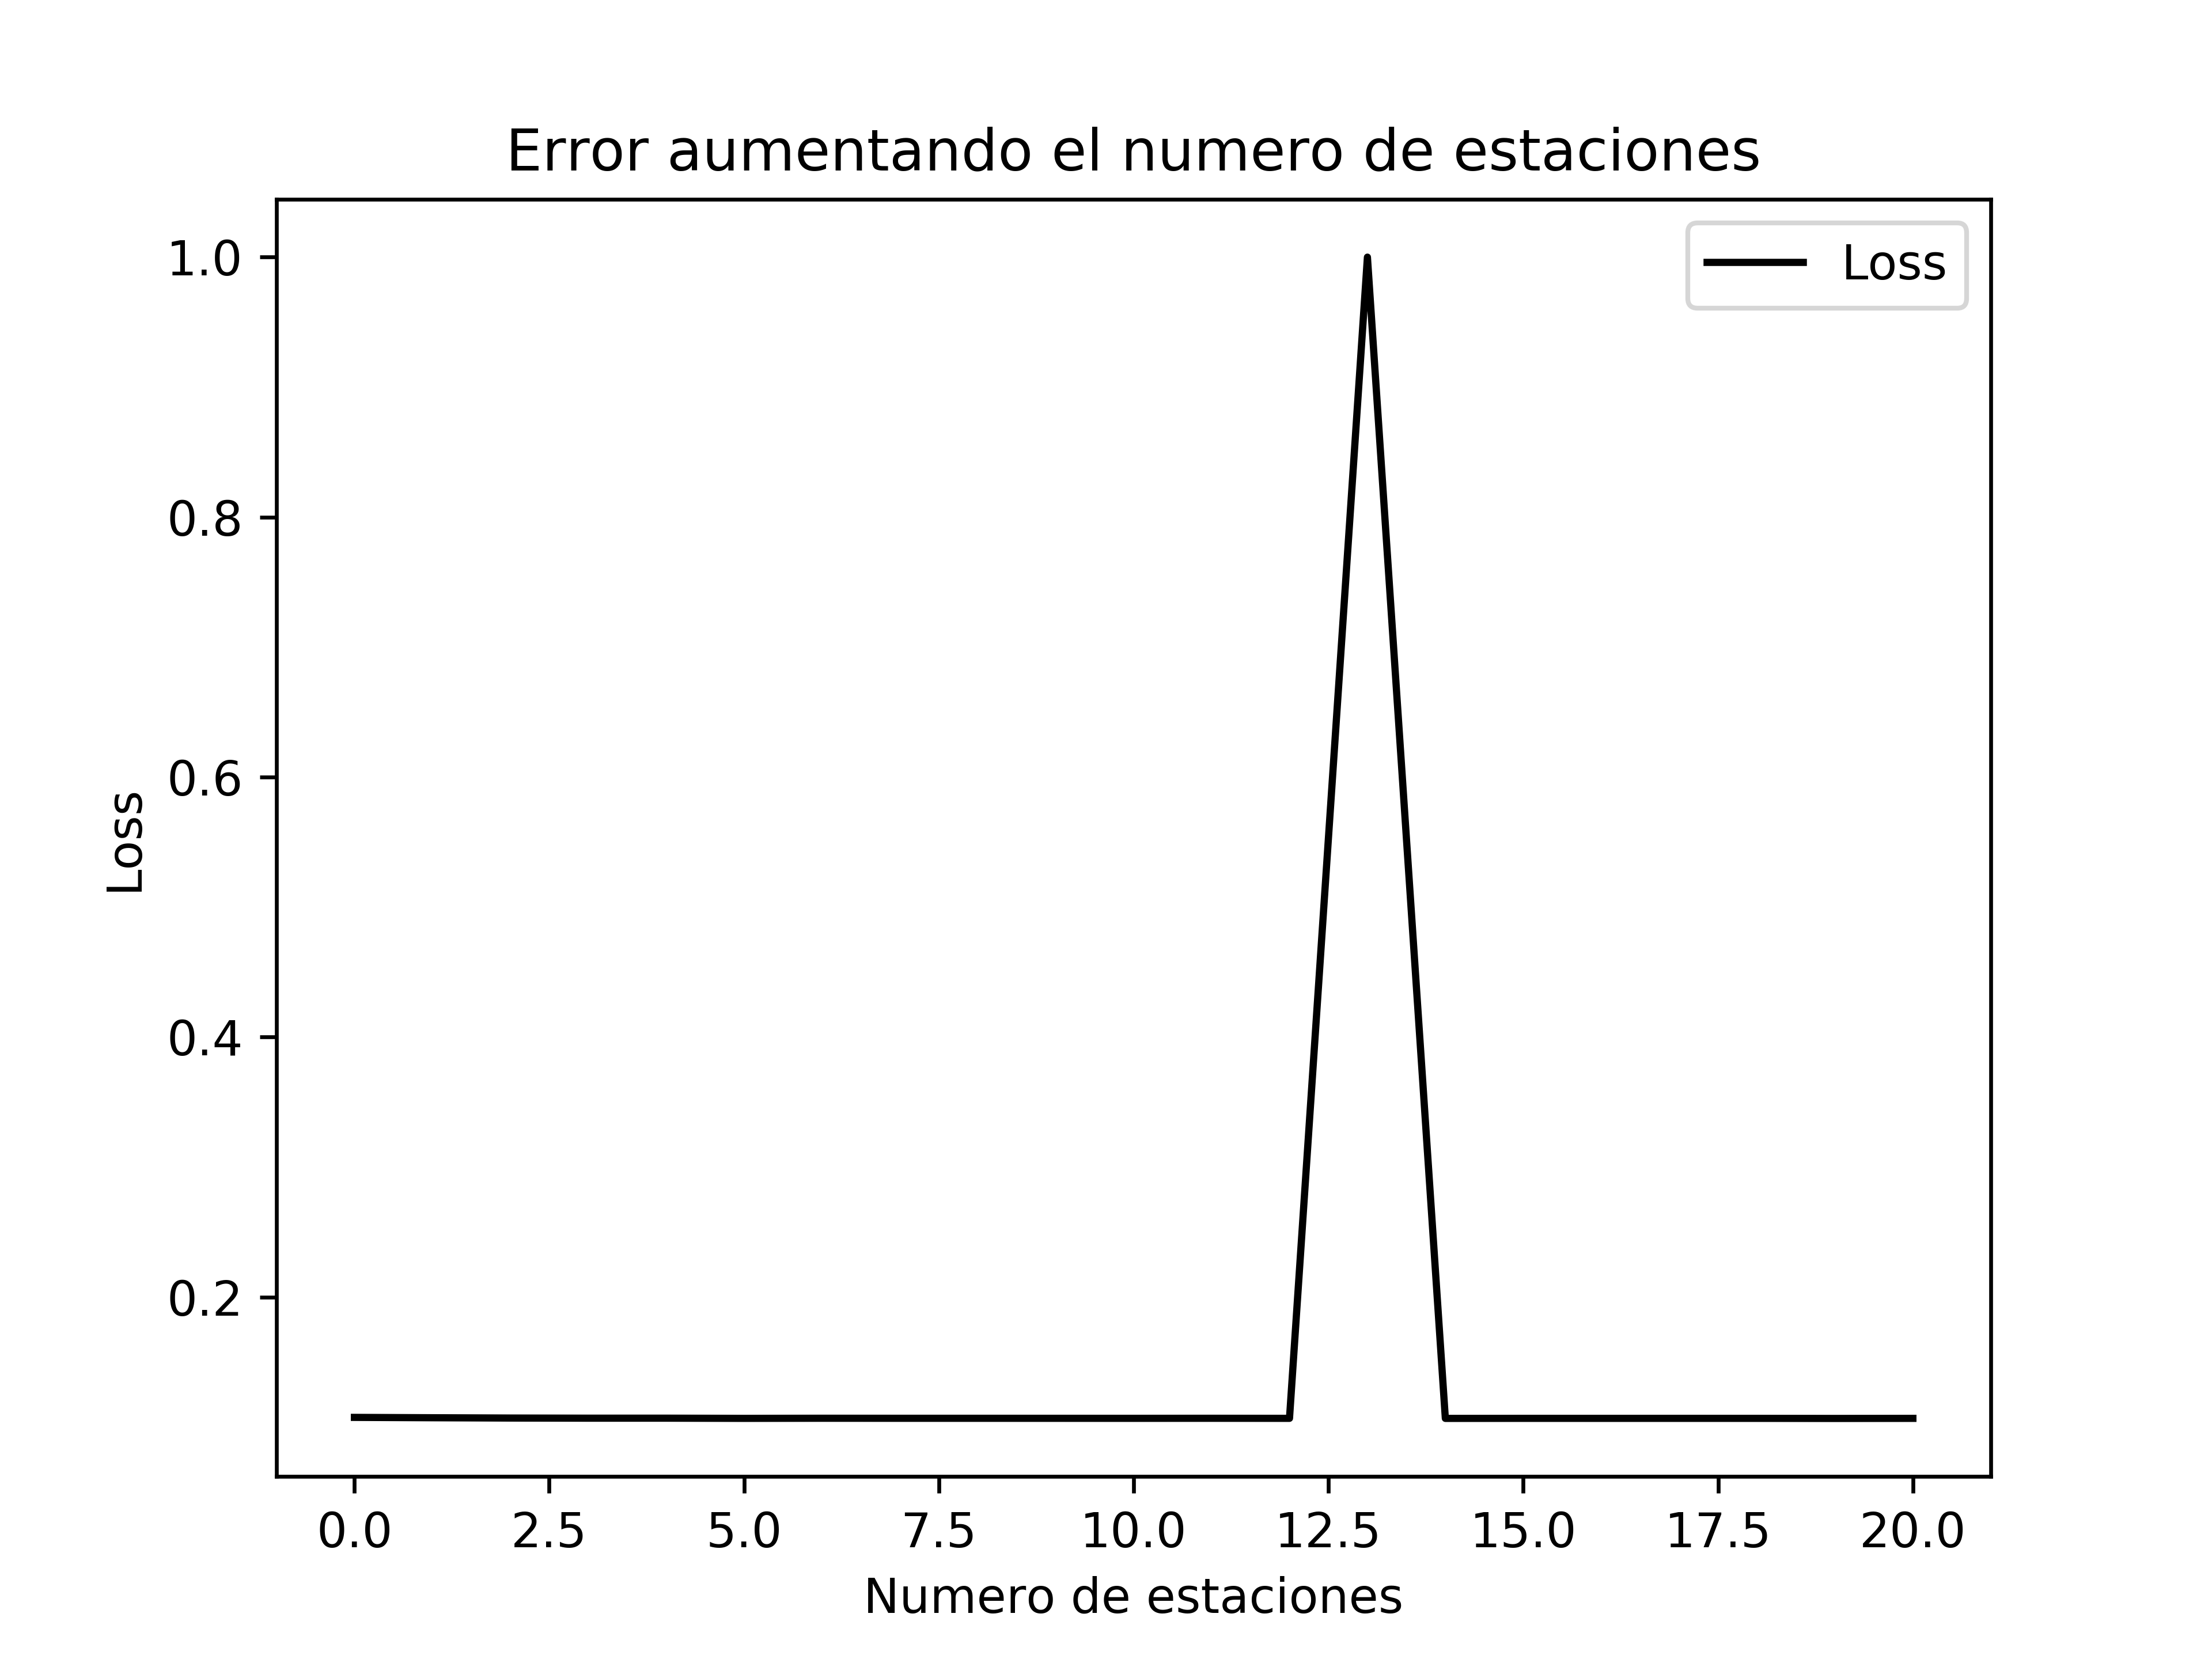 Error aumentando el numero de estaciones
Loss
1.0
0.8
0.6
0.4
0.2
Loss
0.0 2.5 5.0 7.5 10.0 12.5 15.0 17.5 20.0
Numero de estaciones